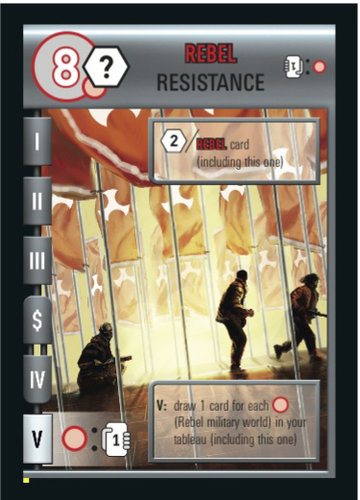 8 ?
REBEL
RESISTANCE
1 :
I
II
III
$
IV
V
: 1
2 / REBEL card
(including this one)
V: draw 1 card for each
(Rebel military world) in your
tableau (including this one)